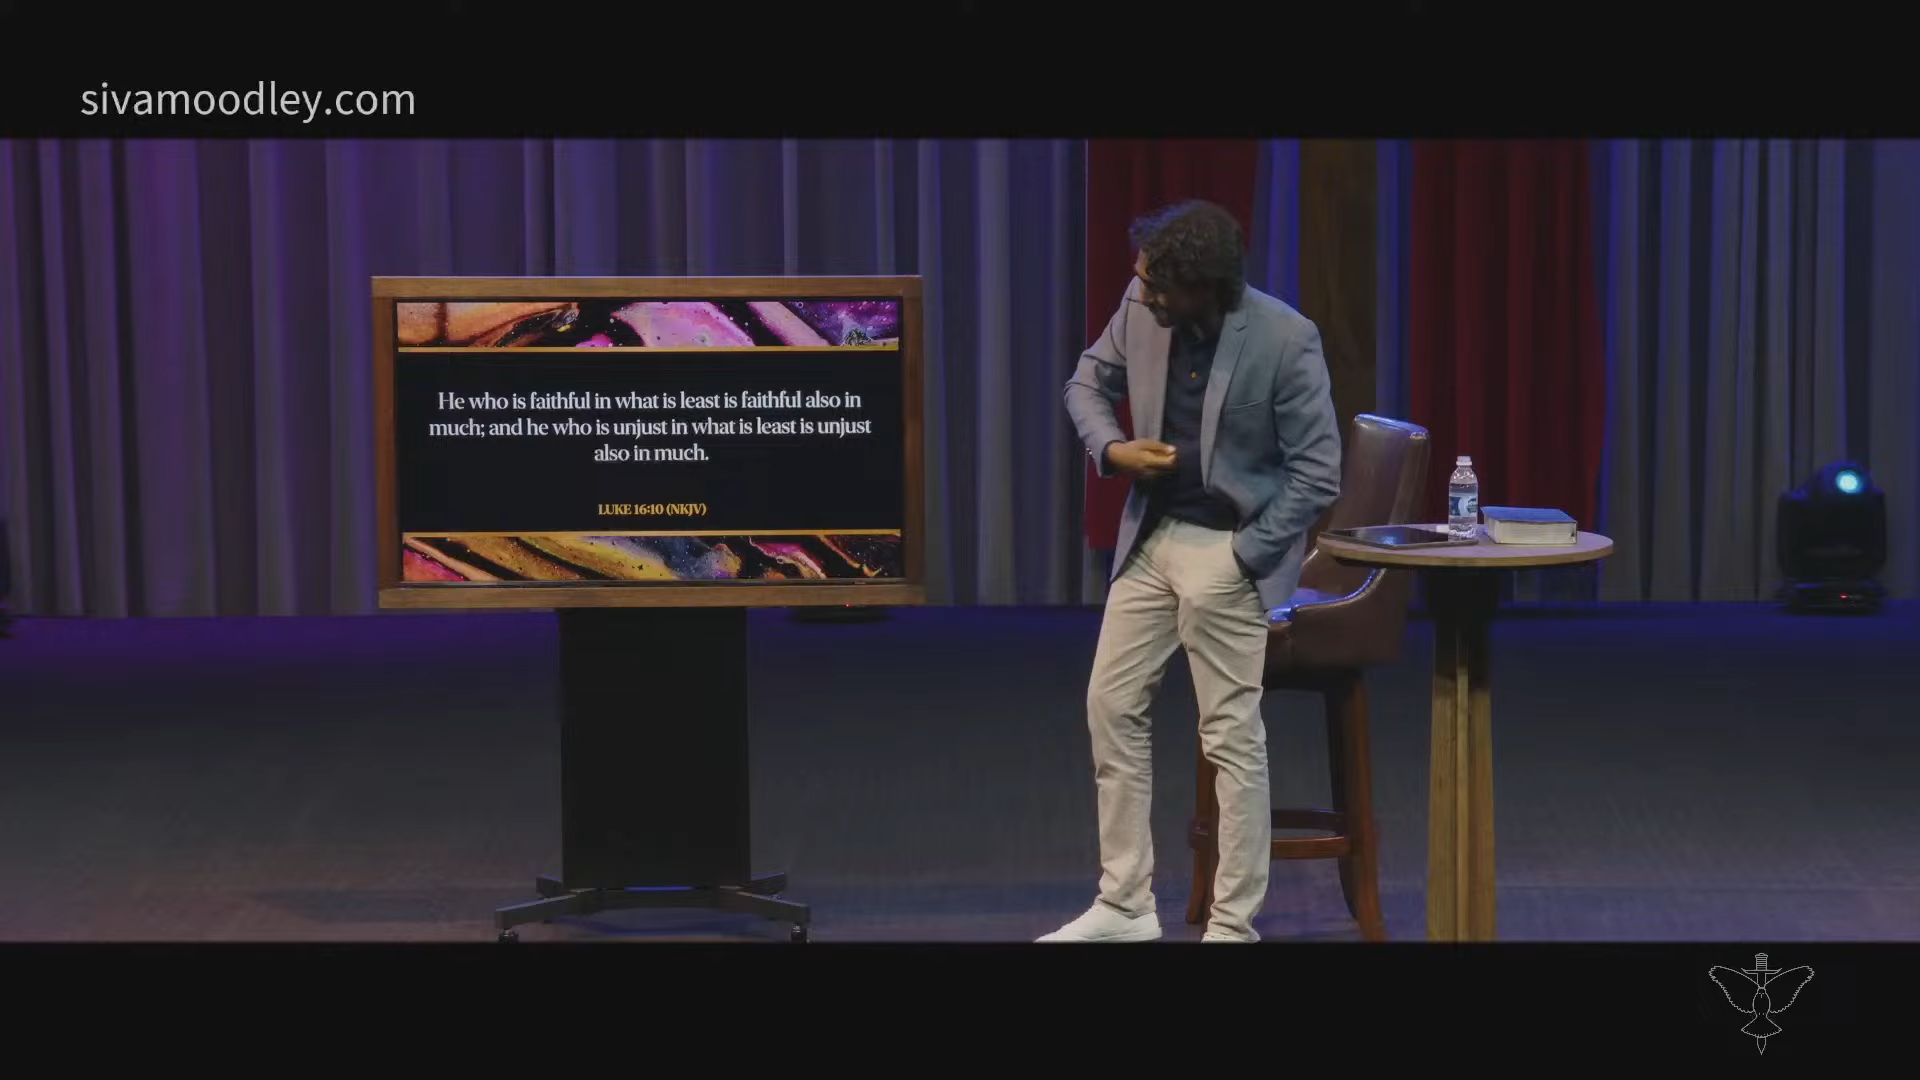 sivamoodley.com
He who is faithful in what is least is faithful also in
much; and he who is unjust in what is least is unjust
also in much.
LUKE 16:10 (NKJV)